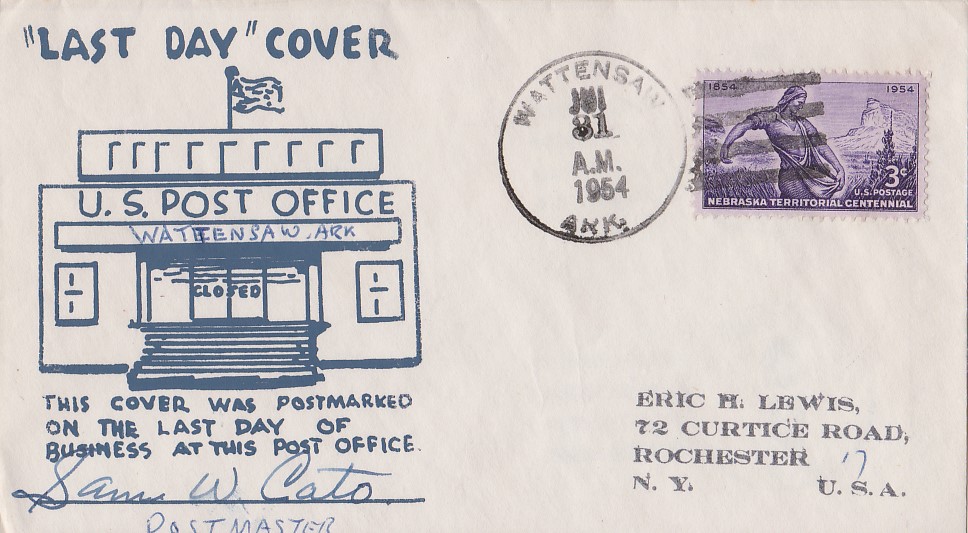 "LAST DAY" COVER
U.S. POST OFFICE
WATTENSAW, ARK
CLOSED
THIS COVER WAS POSTMARKED
ON THE LAST DAY OF
BUSINESS AT THIS POST OFFICE.
Sam W. Cato
POSTMASTER
WATTENSAW
JUL
31
A.M.
1954
ARK.
1854 1954
3¢
U.S. POSTAGE
NEBRASKA TERRITORIAL CENTENNIAL
ERIC H. LEWIS,
72 CURTICE ROAD,
ROCHESTER 17
N. Y. U. S. A.